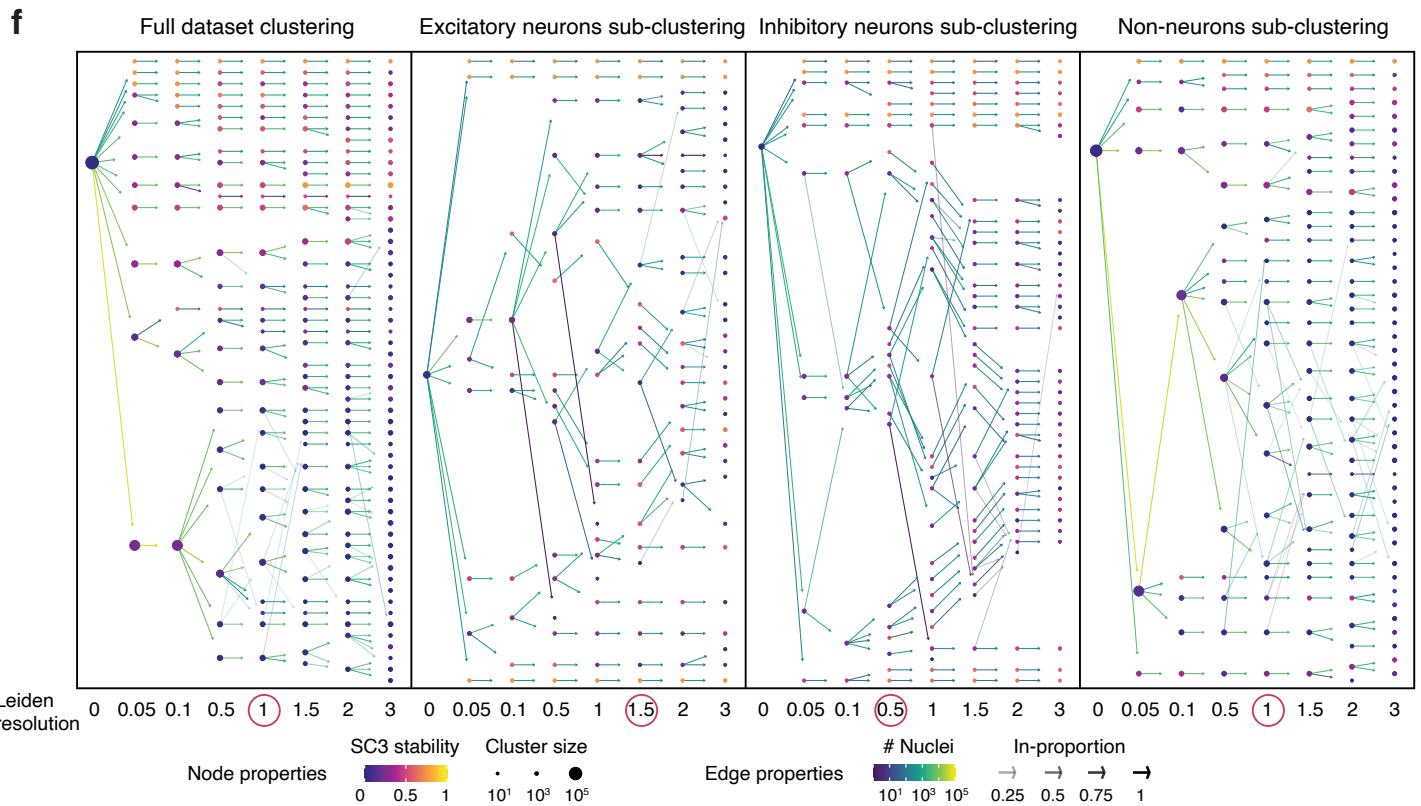 f
Full dataset clustering
Excitatory neurons sub-clustering
Inhibitory neurons sub-clustering
Non-neurons sub-clustering
Leiden
resolution
0 0.05 0.1 0.5 1 1.5 2 3
0 0.05 0.1 0.5 1 1.5 2 3
0 0.05 0.1 0.5 1 1.5 2 3
0 0.05 0.1 0.5 1 1.5 2 3
SC3 stability
Cluster size
# Nuclei
In-proportion
Node properties
Edge properties
0 0.5 1
10¹ 10³ 10⁵
10¹ 10³ 10⁵
0.25 0.5 0.75 1